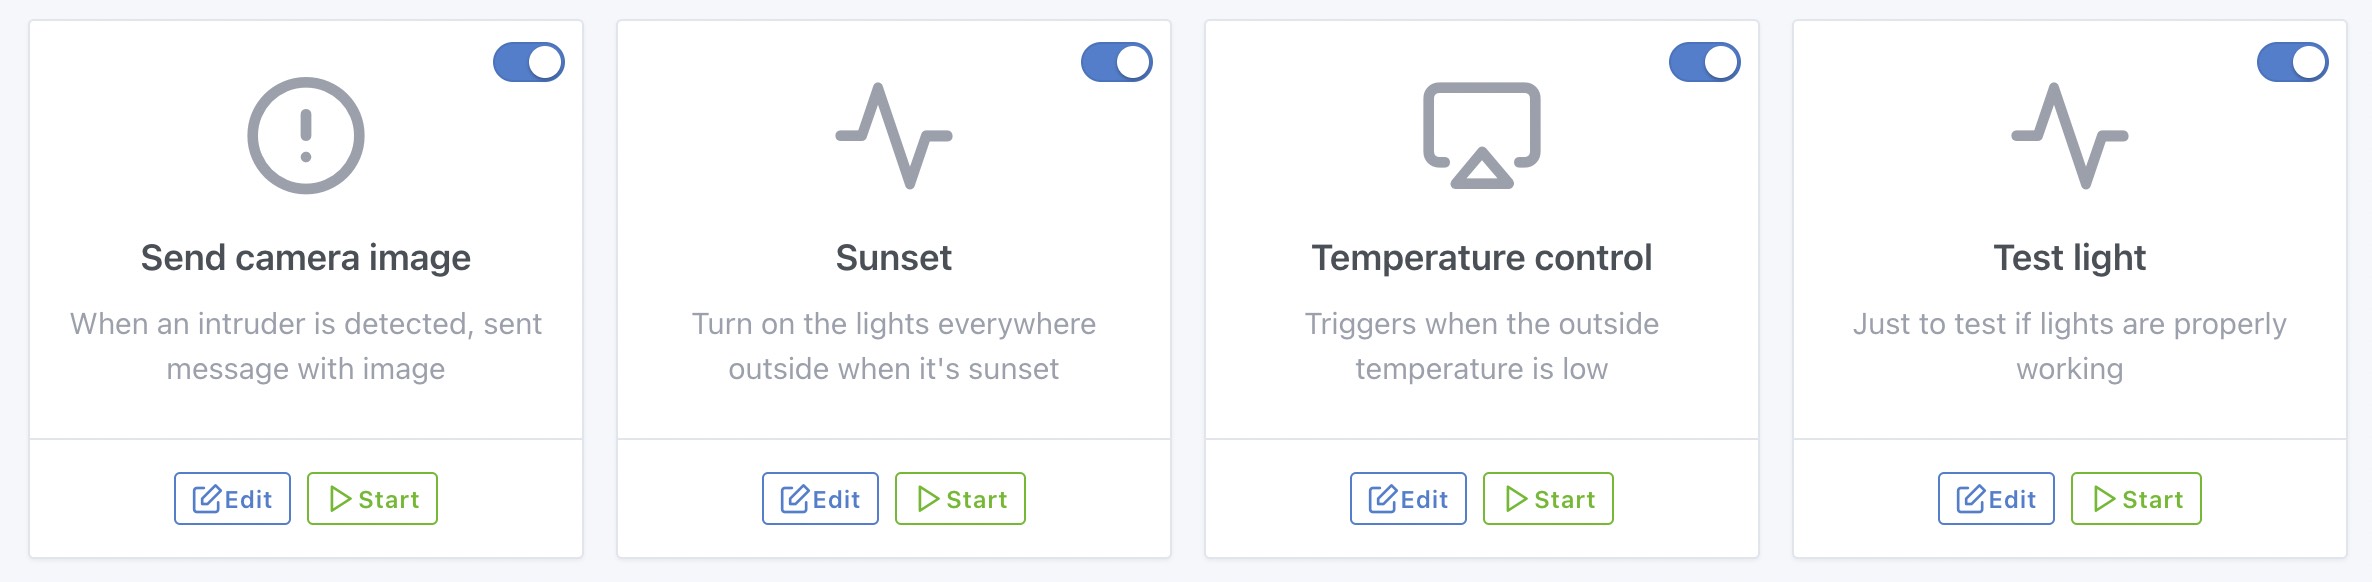 Send camera image
When an intruder is detected, sent
message with image
Edit
Start
Sunset
Turn on the lights everywhere
outside when it's sunset
Edit
Start
Temperature control
Triggers when the outside
temperature is low
Edit
Start
Test light
Just to test if lights are properly
working
Edit
Start